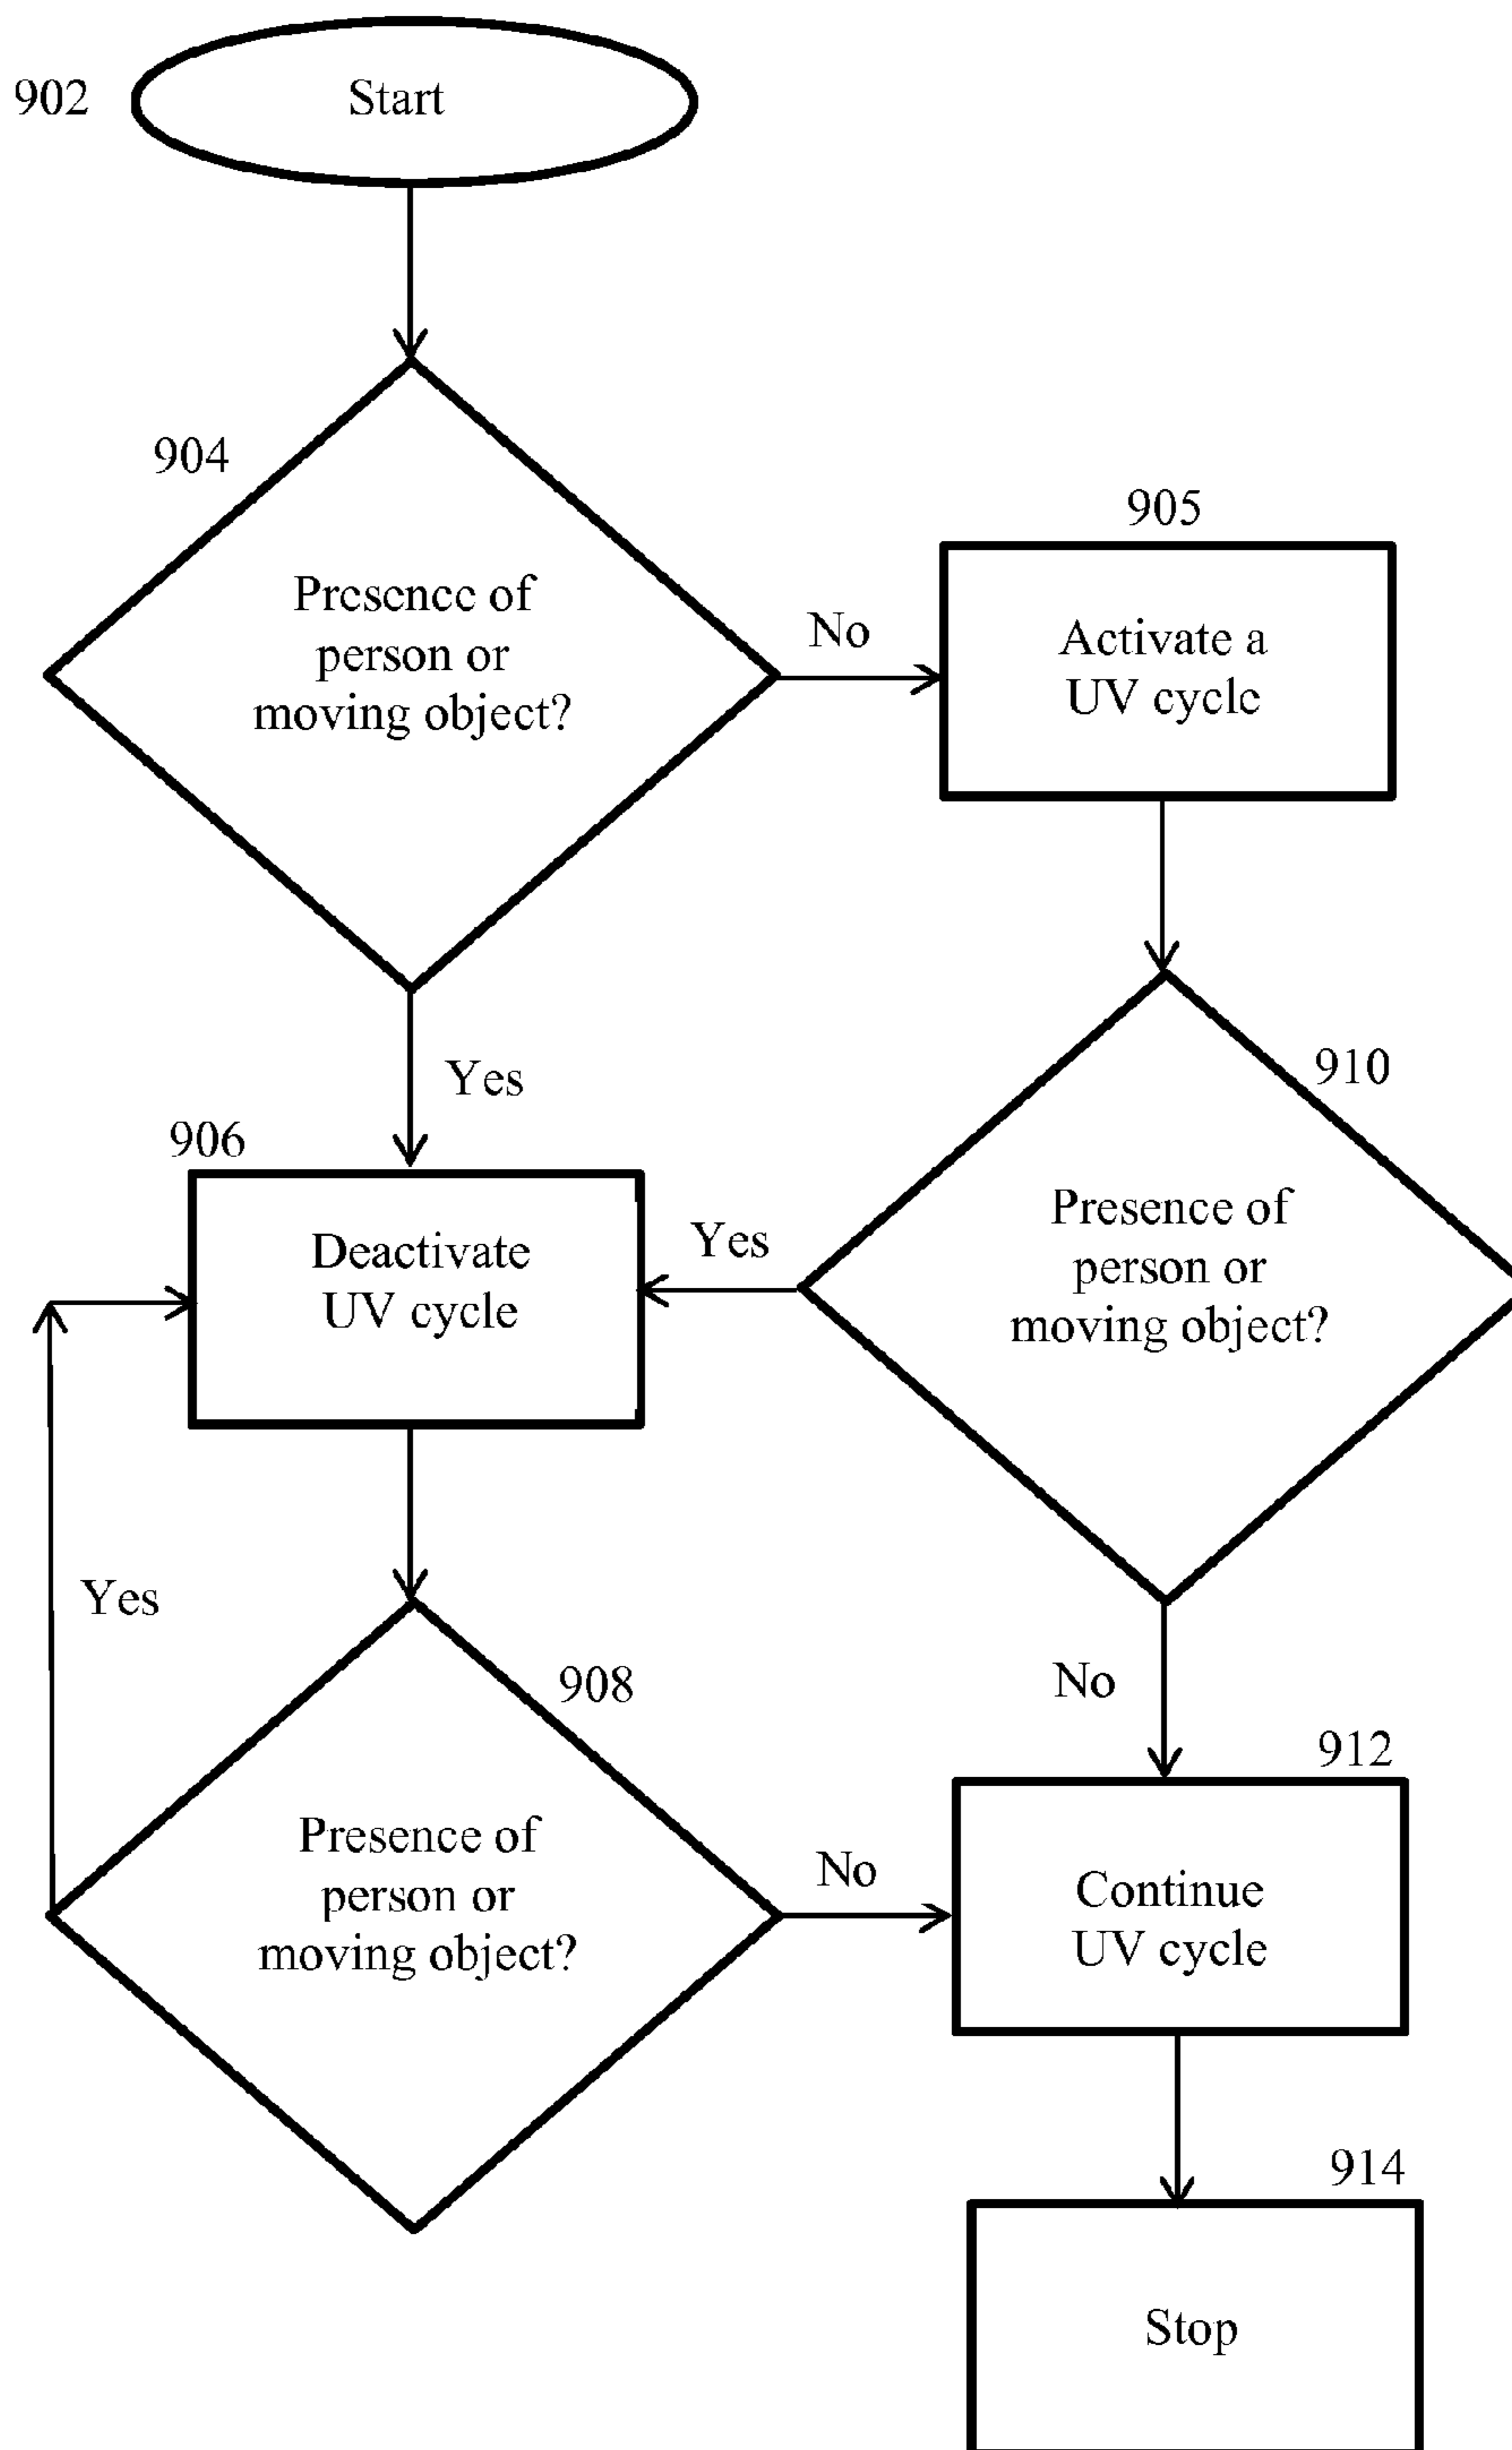 902
Start
904
Presence of
person or
moving object?
No
905
Activate a
UV cycle
Yes
910
Presence of
person or
moving object?
906
Deactivate
UV cycle
Yes
Yes
908
Presence of
person or
moving object?
No
No
912
Continue
UV cycle
914
Stop